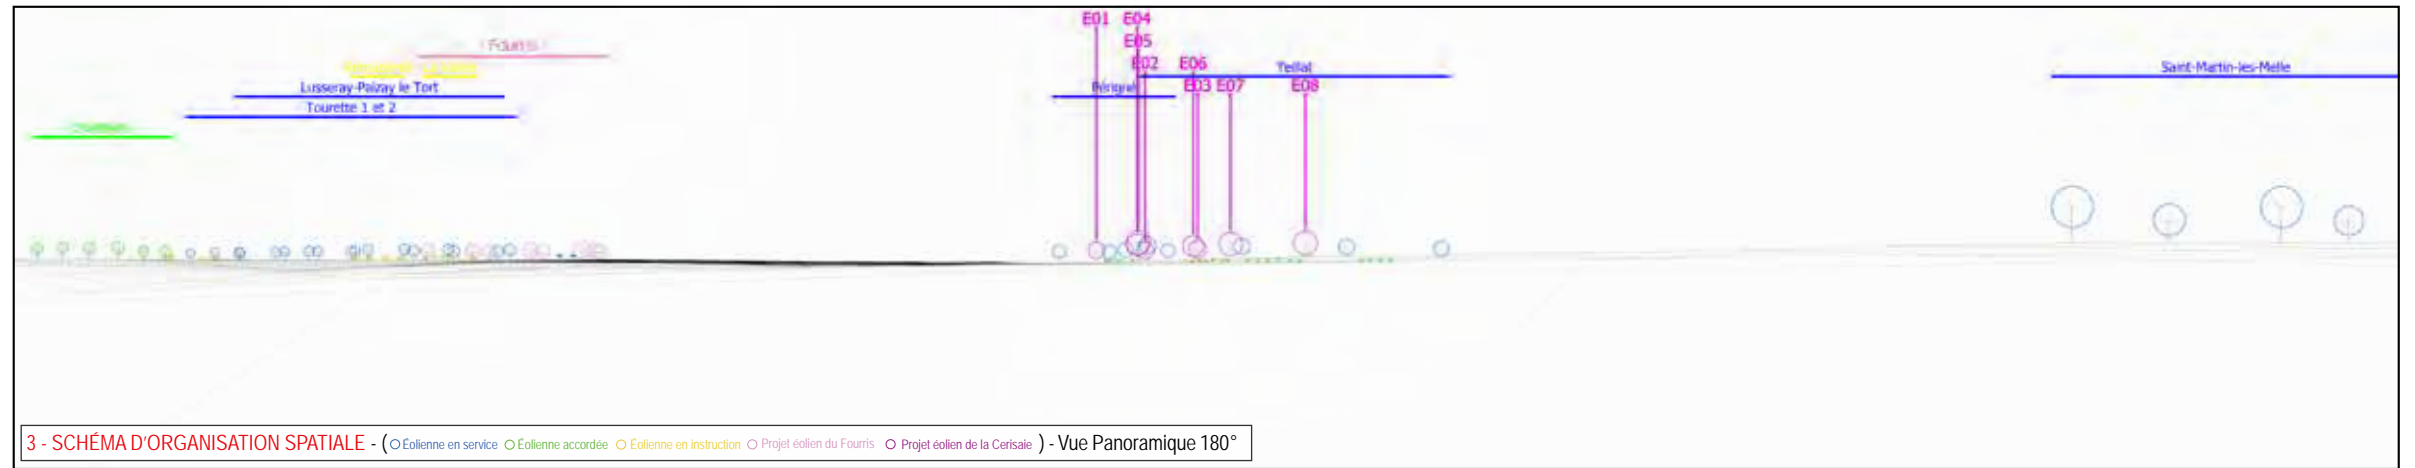 E01 E04
Fourris
E05
E02 E06 Teillat Saint-Martin-les-Melle
Lusseray-Paizay le Tort E03 E07 E08
Tourette 1 et 2
3 - SCHÉMA D'ORGANISATION SPATIALE - ( Éolienne en service Éolienne accordée Éolienne en instruction Projet éolien du Fourris Projet éolien de la Cerisaie ) - Vue Panoramique 180°